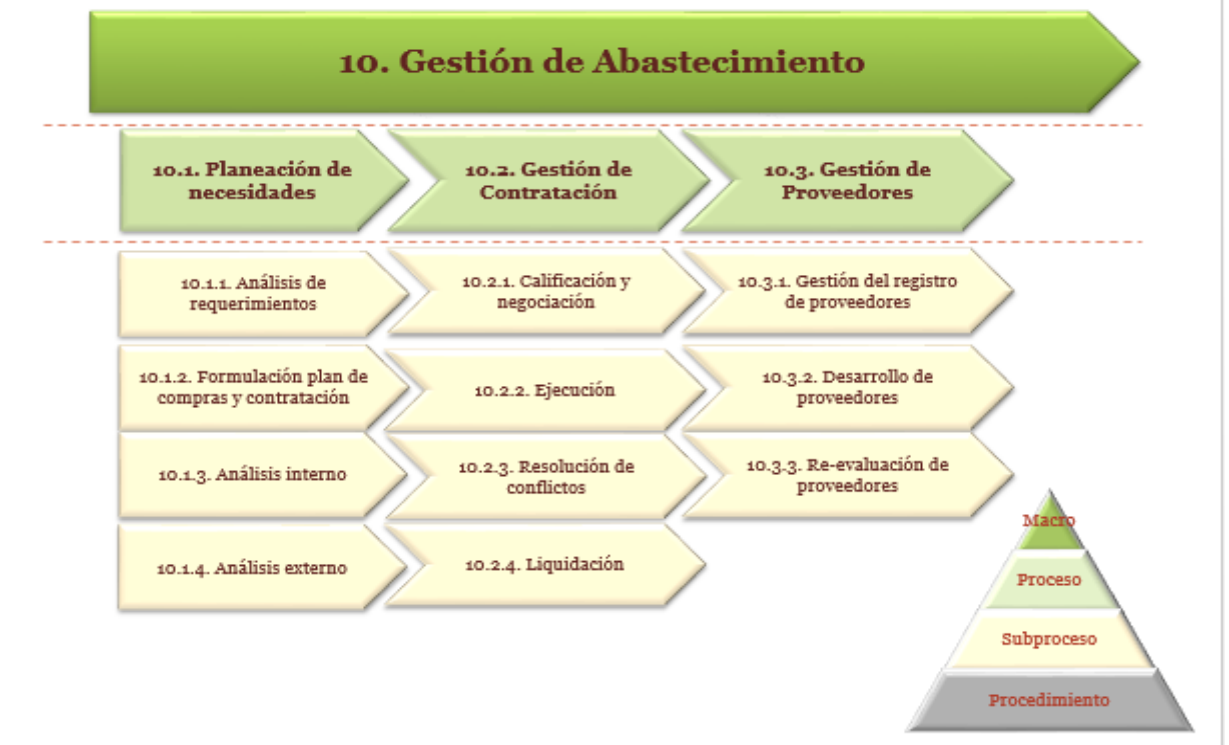 10. Gestión de Abastecimiento
10.1. Planeación de
necesidades
10.2. Gestión de
Contratación
10.3. Gestión de
Proveedores
10.1.1. Análisis de
requerimientos
10.2.1. Calificación y
negociación
10.3.1. Gestión del registro
de proveedores
10.1.2. Formulación plan de
compras y contratación
10.2.2. Ejecución
10.3.2. Desarrollo de
proveedores
10.1.3. Análisis interno
10.2.3. Resolución de
conflictos
10.3.3. Re-evaluación de
proveedores
10.1.4. Análisis externo
10.2.4. Liquidación
Macro
Proceso
Subproceso
Procedimiento